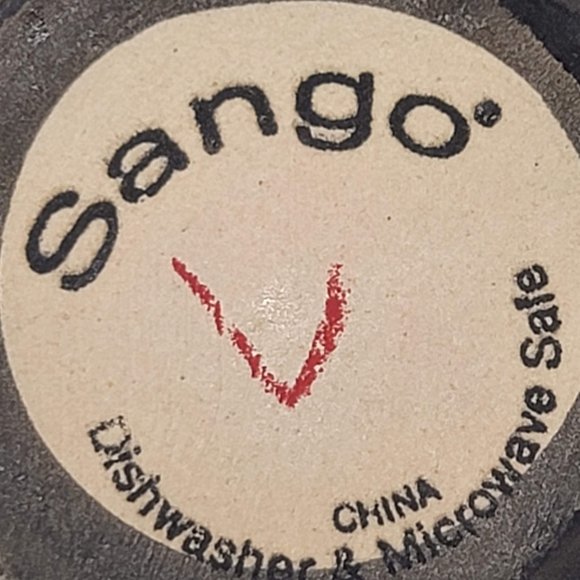 Sango®
V
CHINA
Dishwasher & Microwave Safe